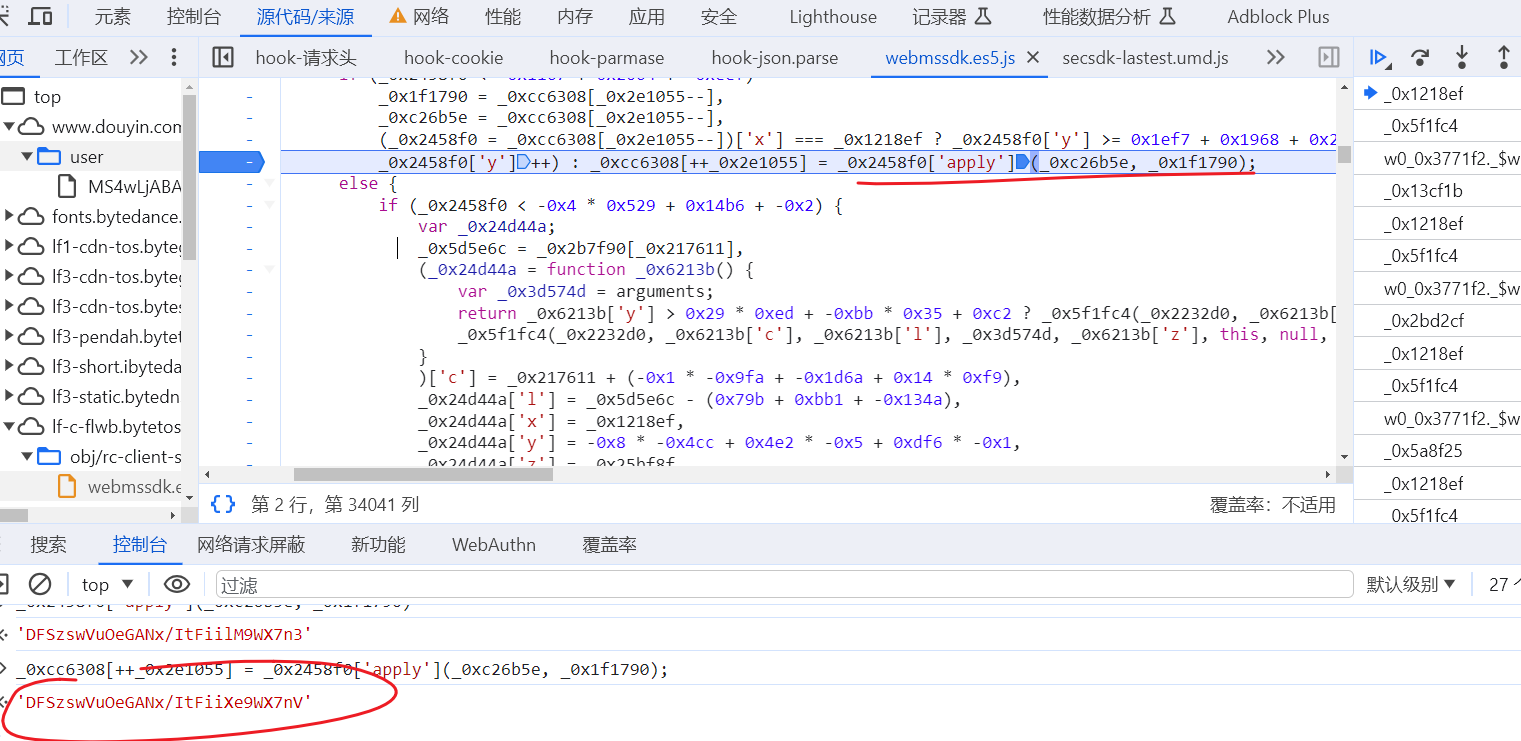 元素 控制台 源代码/来源 网络 性能 内存 应用 安全 Lighthouse 记录器 性能数据分析 Adblock Plus
网页 工作区 hook-请求头 hook-cookie hook-parmase hook-json.parse webmssdk.es5.js secsdk-lastest.umd.js
top
www.douyin.com
user
MS4wLjABA
fonts.bytedance.
lf1-cdn-tos.byteg
lf3-cdn-tos.byteg
lf3-cdn-tos.bytes
lf3-pendah.bytet
lf3-short.ibyteda
lf3-static.bytedn
lf-c-flwb.bytetos
obj/rc-client-s
webmssdk.e
- _0x1f1790 = _0xcc6308[_0x2e1055--],
- _0xc26b5e = _0xcc6308[_0x2e1055--],
- (_0x2458f0 = _0xcc6308[_0x2e1055--])['x'] === _0x1218ef ? _0x2458f0['y'] >= 0x1ef7 + 0x1968 + 0x2
- _0x2458f0['y']++) : _0xcc6308[++_0x2e1055] = _0x2458f0['apply'](_0xc26b5e, _0x1f1790);
- else {
- if (_0x2458f0 < -0x4 * 0x529 + 0x14b6 + -0x2) {
- var _0x24d44a;
- _0x5d5e6c = _0x2b7f90[_0x217611],
- (_0x24d44a = function _0x6213b() {
- var _0x3d574d = arguments;
- return _0x6213b['y'] > 0x29 * 0xed + -0xbb * 0x35 + 0xc2 ? _0x5f1fc4(_0x2232d0, _0x6213b[
- _0x5f1fc4(_0x2232d0, _0x6213b['c'], _0x6213b['l'], _0x3d574d, _0x6213b['z'], this, null,
- }
- )['c'] = _0x217611 + (-0x1 * -0x9fa + -0x1d6a + 0x14 * 0xf9),
- _0x24d44a['l'] = _0x5d5e6c - (0x79b + 0xbb1 + -0x134a),
- _0x24d44a['x'] = _0x1218ef,
- _0x24d44a['y'] = -0x8 * -0x4cc + 0x4e2 * -0x5 + 0xdf6 * -0x1,
- _0x24d44a['z'] = _0x25bf8f
{} 第 2 行，第 34041 列 覆盖率：不适用
_0x1218ef
_0x5f1fc4
w0_0x3771f2._$w
_0x13cf1b
_0x1218ef
_0x5f1fc4
w0_0x3771f2._$w
_0x2bd2cf
_0x1218ef
_0x5f1fc4
w0_0x3771f2._$w
_0x5a8f25
_0x1218ef
_0x5f1fc4
搜索 控制台 网络请求屏蔽 新功能 WebAuthn 覆盖率
top 过滤 默认级别 27
_0x2458f0['apply'](_0xc26b5e, _0x1f1790)
'DFSzswVuOeGANx/ItFiilM9WX7n3'
_0xcc6308[++_0x2e1055] = _0x2458f0['apply'](_0xc26b5e, _0x1f1790);
'DFSzswVuOeGANx/ItFiiXe9WX7nV'